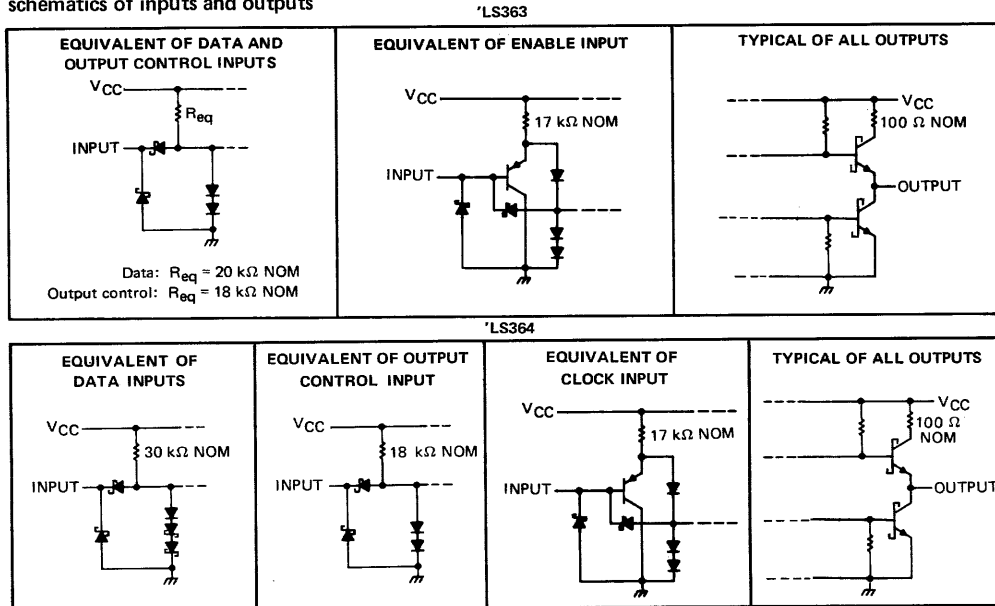 schematics of inputs and outputs
'LS363
EQUIVALENT OF DATA AND
OUTPUT CONTROL INPUTS
VCC
Req
INPUT
Data: Req = 20 kΩ NOM
Output control: Req = 18 kΩ NOM
EQUIVALENT OF ENABLE INPUT
VCC
17 kΩ NOM
INPUT
TYPICAL OF ALL OUTPUTS
VCC
100 Ω NOM
OUTPUT
'LS364
EQUIVALENT OF
DATA INPUTS
VCC
30 kΩ NOM
INPUT
EQUIVALENT OF OUTPUT
CONTROL INPUT
VCC
18 kΩ NOM
INPUT
EQUIVALENT OF
CLOCK INPUT
VCC
17 kΩ NOM
INPUT
TYPICAL OF ALL OUTPUTS
VCC
100 Ω
NOM
OUTPUT